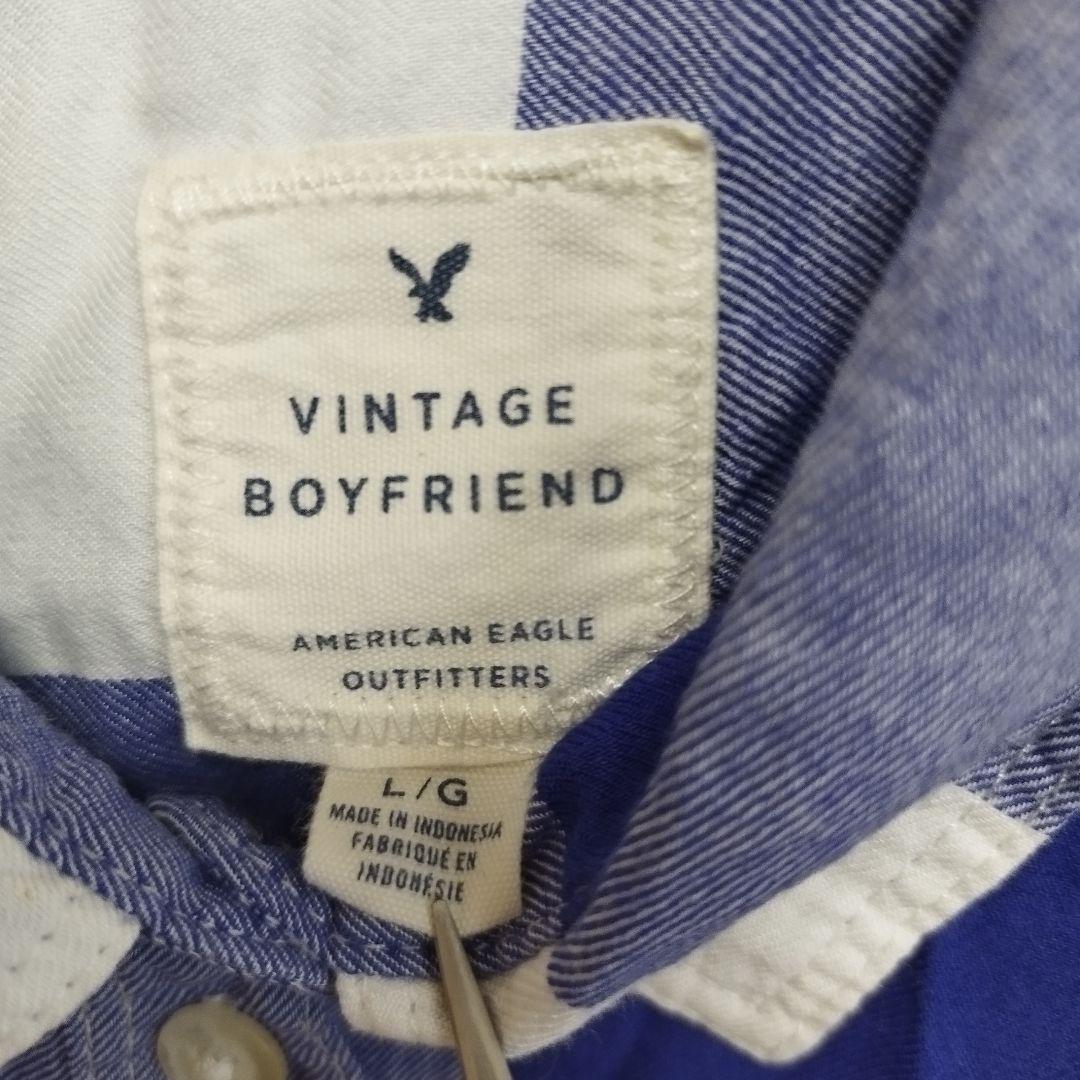 VINTAGE
BOYFRIEND
AMERICAN EAGLE
OUTFITTERS
L/G
MADE IN INDONESIA
FABRIQUÉ EN
INDONÉSIE